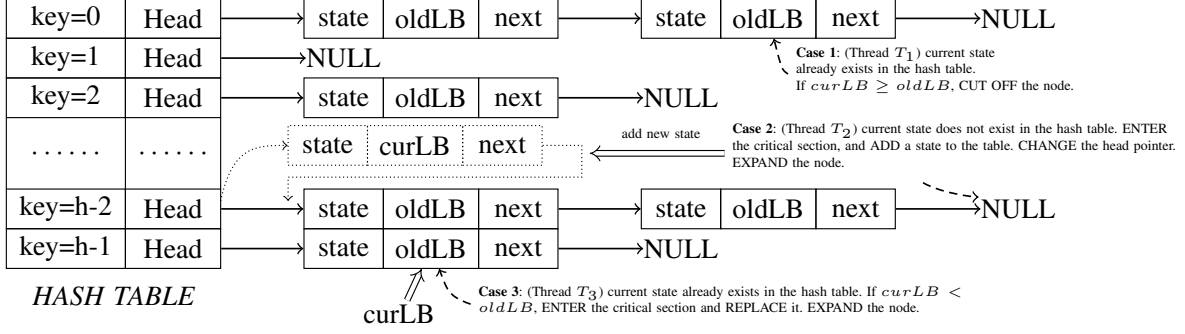 key=0 Head state oldLB next state oldLB next NULL
Case 1: (Thread T1) current state
already exists in the hash table.
If curLB ≥ oldLB, CUT OFF the node.
key=1 Head NULL
key=2 Head state oldLB next NULL
...... ...... state curLB next
add new state
Case 2: (Thread T2) current state does not exist in the hash table. ENTER
the critical section, and ADD a state to the table. CHANGE the head pointer.
EXPAND the node.
key=h-2 Head state oldLB next state oldLB next NULL
key=h-1 Head state oldLB next NULL
HASH TABLE
curLB
Case 3: (Thread T3) current state already exists in the hash table. If curLB <
oldLB, ENTER the critical section and REPLACE it. EXPAND the node.